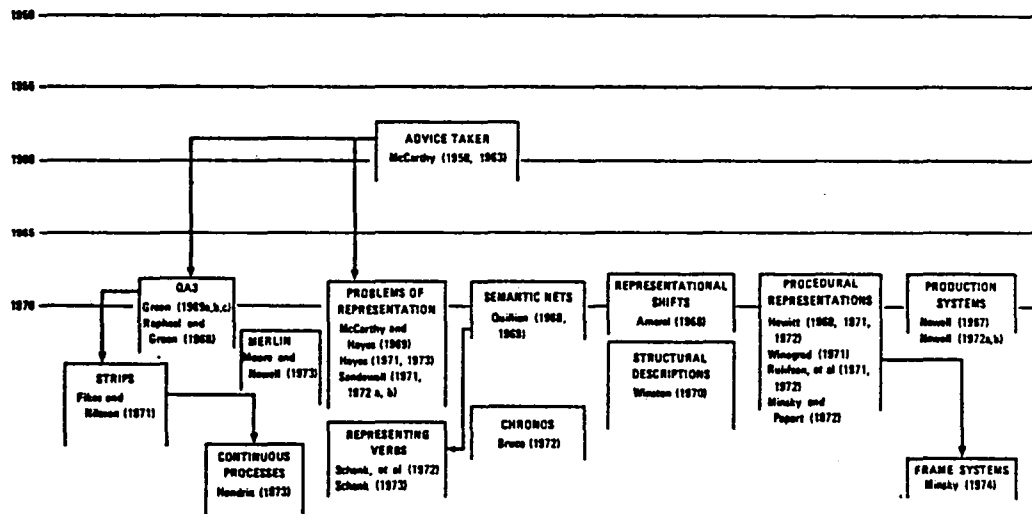 1950
1955
ADVICE TAKER
McCarthy (1958, 1963)
1960
1965
QA3
Green (1969a,b,c)
Raphael and
Green (1968)
1970
STRIPS
Fikes and
Nilsson (1971)
MERLIN
Moore and
Newell (1973)
CONTINUOUS
PROCESSES
Hendrix (1973)
PROBLEMS OF
REPRESENTATION
McCarthy and
Hayes (1969)
Hayes (1971, 1973)
Sandewall (1971,
1972 a, b)
REPRESENTING
VERBS
Schank, et al (1972)
Schank (1973)
SEMANTIC NETS
Quillian (1968,
1969)
CHRONOS
Bruce (1972)
REPRESENTATIONAL
SHIFTS
Amarel (1968)
STRUCTURAL
DESCRIPTIONS
Winston (1970)
PROCEDURAL
REPRESENTATIONS
Hewitt (1968, 1971,
1972)
Winograd (1971)
Rulifson, et al (1971,
1972)
Minsky and
Papert (1972)
PRODUCTION
SYSTEMS
Newell (1967)
Newell (1972a,b)
FRAME SYSTEMS
Minsky (1974)